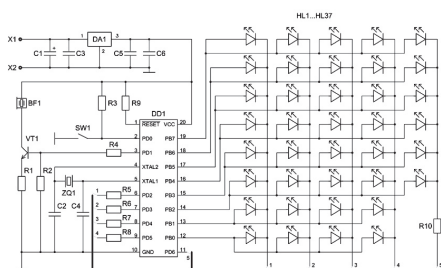 HL1...HL37
X1
1
DA1
3
2
C1
+
C3
C5
C6
X2
BF1
R3
R9
DD1
1
RESET
VCC
20
SW1
2
PD0
PB7
19
VT1
R4
3
PD1
PB6
18
4
XTAL2
PB5
17
R1
R2
ZQ1
5
XTAL1
PB4
16
1
R5
6
PD2
PB3
15
2
R6
7
PD3
PB2
14
C2
C4
3
R7
8
PD4
PB1
13
4
R8
9
PD5
PB0
12
10
GND
PD6
11
5
R10
1
2
3
4
5